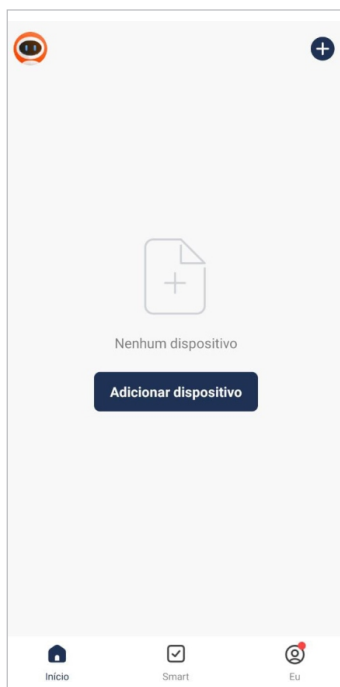 Nenhum dispositivo
Adicionar dispositivo
Início
Smart
Eu